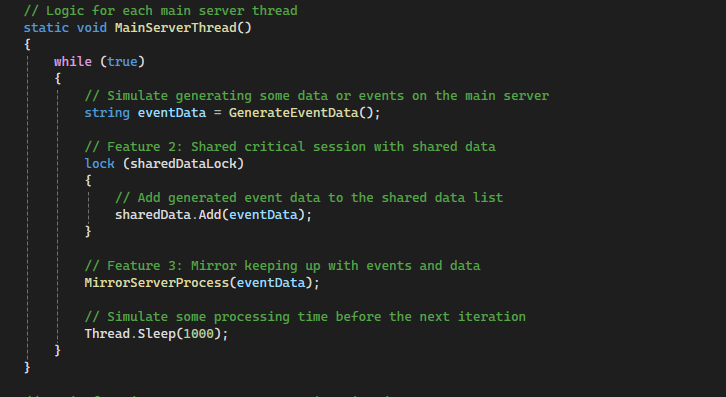 // Logic for each main server thread
static void MainServerThread()
{
while (true)
{
// Simulate generating some data or events on the main server
string eventData = GenerateEventData();
// Feature 2: Shared critical session with shared data
lock (sharedDataLock)
{
// Add generated event data to the shared data list
sharedData.Add(eventData);
}
// Feature 3: Mirror keeping up with events and data
MirrorServerProcess(eventData);
// Simulate some processing time before the next iteration
Thread.Sleep(1000);
}
}